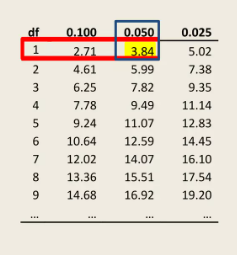 df 0.100 0.050 0.025
1 2.71 3.84 5.02
2 4.61 5.99 7.38
3 6.25 7.82 9.35
4 7.78 9.49 11.14
5 9.24 11.07 12.83
6 10.64 12.59 14.45
7 12.02 14.07 16.10
8 13.36 15.51 17.54
9 14.68 16.92 19.20
... ... ... ...